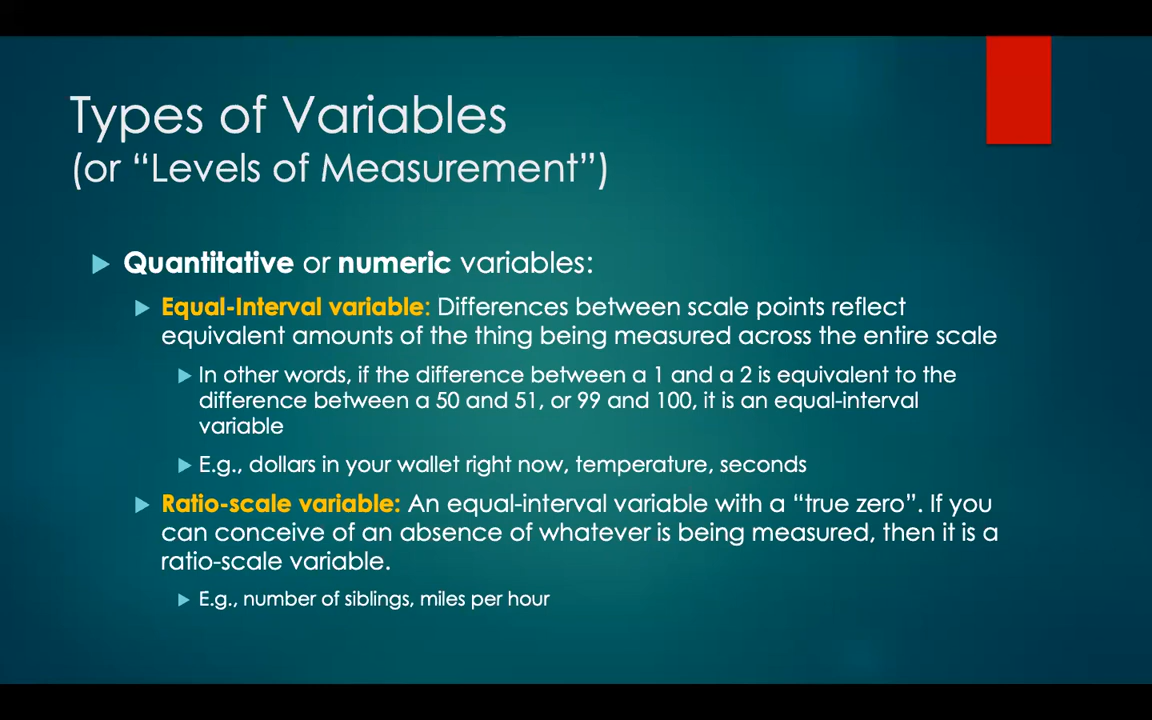 Types of Variables
(or “Levels of Measurement”)
Quantitative or numeric variables:
Equal-Interval variable: Differences between scale points reflect
equivalent amounts of the thing being measured across the entire scale
In other words, if the difference between a 1 and a 2 is equivalent to the
difference between a 50 and 51, or 99 and 100, it is an equal-interval
variable
E.g., dollars in your wallet right now, temperature, seconds
Ratio-scale variable: An equal-interval variable with a “true zero”. If you
can conceive of an absence of whatever is being measured, then it is a
ratio-scale variable.
E.g., number of siblings, miles per hour